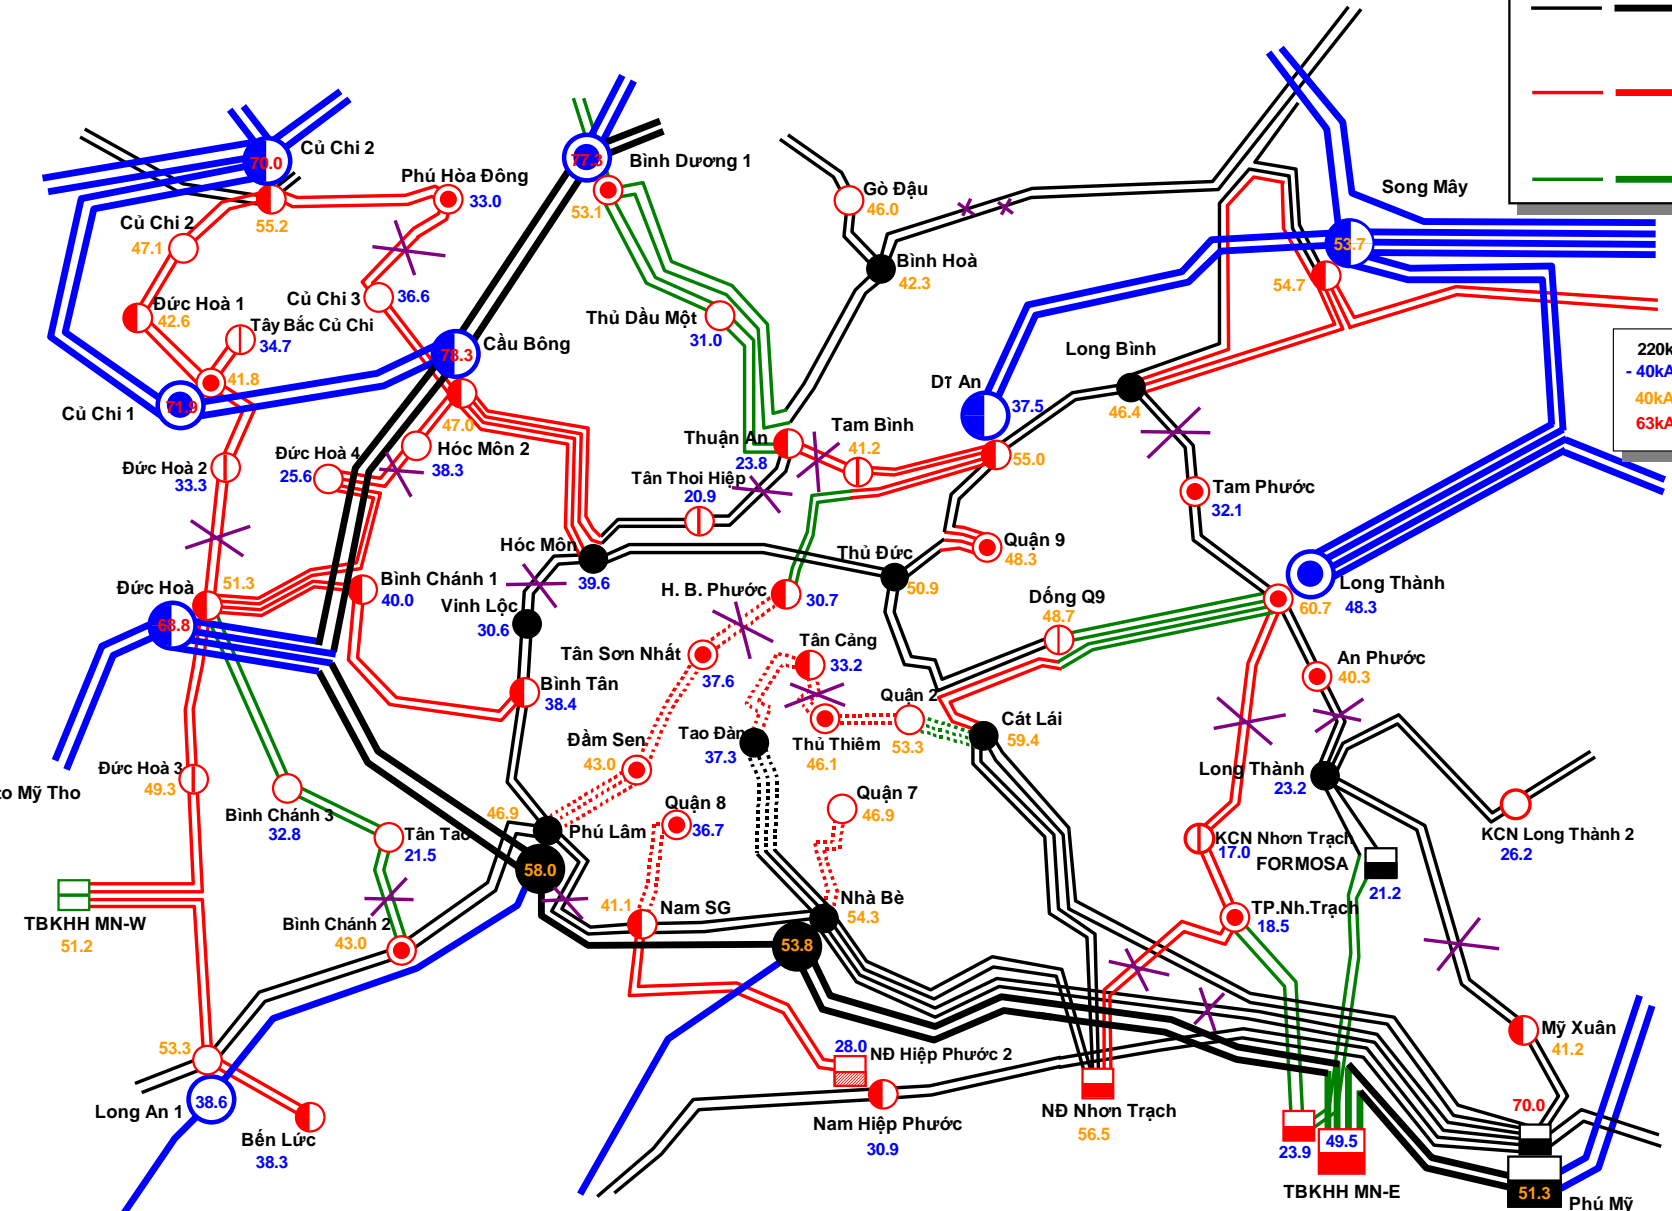 Củ Chi 2
70.0
77.3
Bình Dương 1
Phú Hòa Đông
33.0
53.1
Gò Đậu
46.0
Song Mây
Củ Chi 2
47.1
55.2
53.7
Bình Hoà
42.3
54.7
Đức Hoà 1
42.6
Củ Chi 3
36.6
Tây Bắc Củ Chi
34.7
Thủ Dầu Một
31.0
Cầu Bông
78.3
Long Bình
46.4
220k
- 40kA
40kA
63kA
41.8
Củ Chi 1
71.9
47.0
Dĩ An
37.5
Thuận An
23.8
Tam Bình
41.2
55.0
Đức Hoà 4
25.6
Hóc Môn 2
38.3
Đức Hoà 2
33.3
Tân Thoi Hiệp
20.9
Tam Phước
32.1
Hóc Môn
39.6
Thủ Đức
50.9
Quận 9
48.3
Đức Hoà
51.3
68.8
Bình Chánh 1
40.0
H. B. Phước
30.7
Dống Q9
48.7
Long Thành
48.3
60.7
Vinh Lộc
30.6
Tân Sơn Nhất
37.6
Tân Cảng
33.2
An Phước
40.3
Bình Tân
38.4
Quận 2
53.3
Cát Lái
59.4
Tao Đàn
37.3
Thủ Thiêm
46.1
Đầm Sen
43.0
Đức Hoà 3
49.3
to Mỹ Tho
Long Thành
23.2
Bình Chánh 3
32.8
Tân Tao
21.5
46.9
Phú Lâm
58.0
Quận 8
36.7
Quận 7
46.9
KCN Nhơn Trạch
17.0
FORMOSA
21.2
KCN Long Thành 2
26.2
TBKHH MN-W
51.2
Bình Chánh 2
43.0
41.1
Nam SG
Nhà Bè
54.3
53.8
TP.Nh.Trạch
18.5
53.3
Long An 1
38.6
Bến Lức
38.3
28.0
NĐ Hiệp Phước 2
Nam Hiệp Phước
30.9
NĐ Nhơn Trạch
56.5
Mỹ Xuân
41.2
70.0
23.9
49.5
TBKHH MN-E
51.3
Phú Mỹ